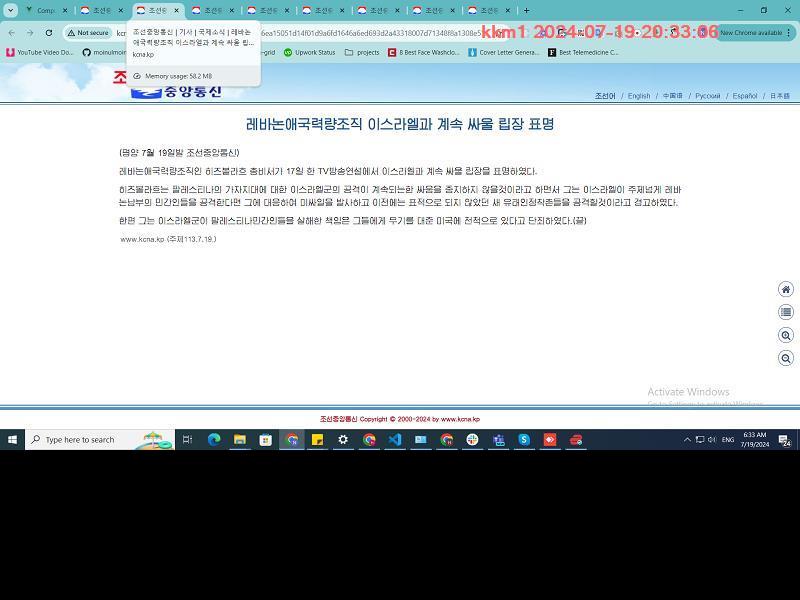 Comp
조선중
조선중
조선중
조선중
조선중
조선중
조선중
조선중
Not secure
6ea15051d14f01d9a6fd1646a6ed693d2a43318007d71348f8a1308e5
kkm1 2024-07-19-20:33:06
New Chrome available
조선중앙통신 | 기사 | 국제소식 | 레바논
애국력량조직 이스라엘과 계속 싸울 립...
kcna.kp
Memory usage: 58.2 MB
YouTube Video Do...
moinulmoin
-grid
Upwork Status
projects
8 Best Face Washclo...
Cover Letter Genera...
Best Telemedicine C...
조
중앙통신
조선어 / English / 中国语 / Русский / Español / 日本語
레바논애국력량조직 이스라엘과 계속 싸울 립장 표명
(평양 7월 19일발 조선중앙통신)
레바논애국력량조직인 히즈볼라흐 총비서가 17일 한 TV방송연설에서 이스라엘과 계속 싸울 립장을 표명하였다.
히즈볼라흐는 팔레스티나의 가자지대에 대한 이스라엘군의 공격이 계속되는한 싸움을 중지하지 않을것이라고 하면서 그는 이스라엘이 주제넘게 레바
논남부의 민간인들을 공격한다면 그에 대응하여 미싸일을 발사하고 이전에는 표적으로 되지 않았던 새 유태인정착촌들을 공격할것이라고 경고하였다.
한편 그는 이스라엘군이 팔레스티나민간인들을 살해한 책임은 그들에게 무기를 대준 미국에 전적으로 있다고 단죄하였다.(끝)
www.kcna.kp (주체113.7.19.)
Activate Windows
조선중앙통신 Copyright © 2000-2024 by www.kcna.kp
Type here to search
ENG
6:33 AM
7/19/2024
24